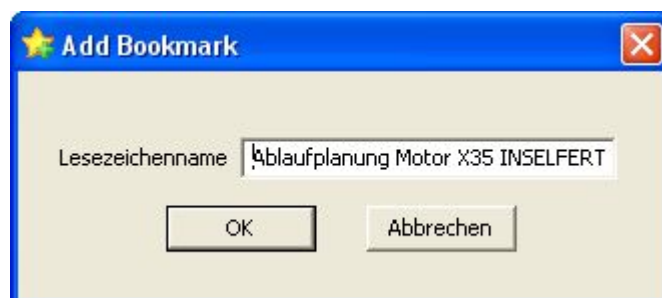 Add Bookmark
Lesezeichenname Ablaufplanung Motor X35 INSELFERT
OK Abbrechen